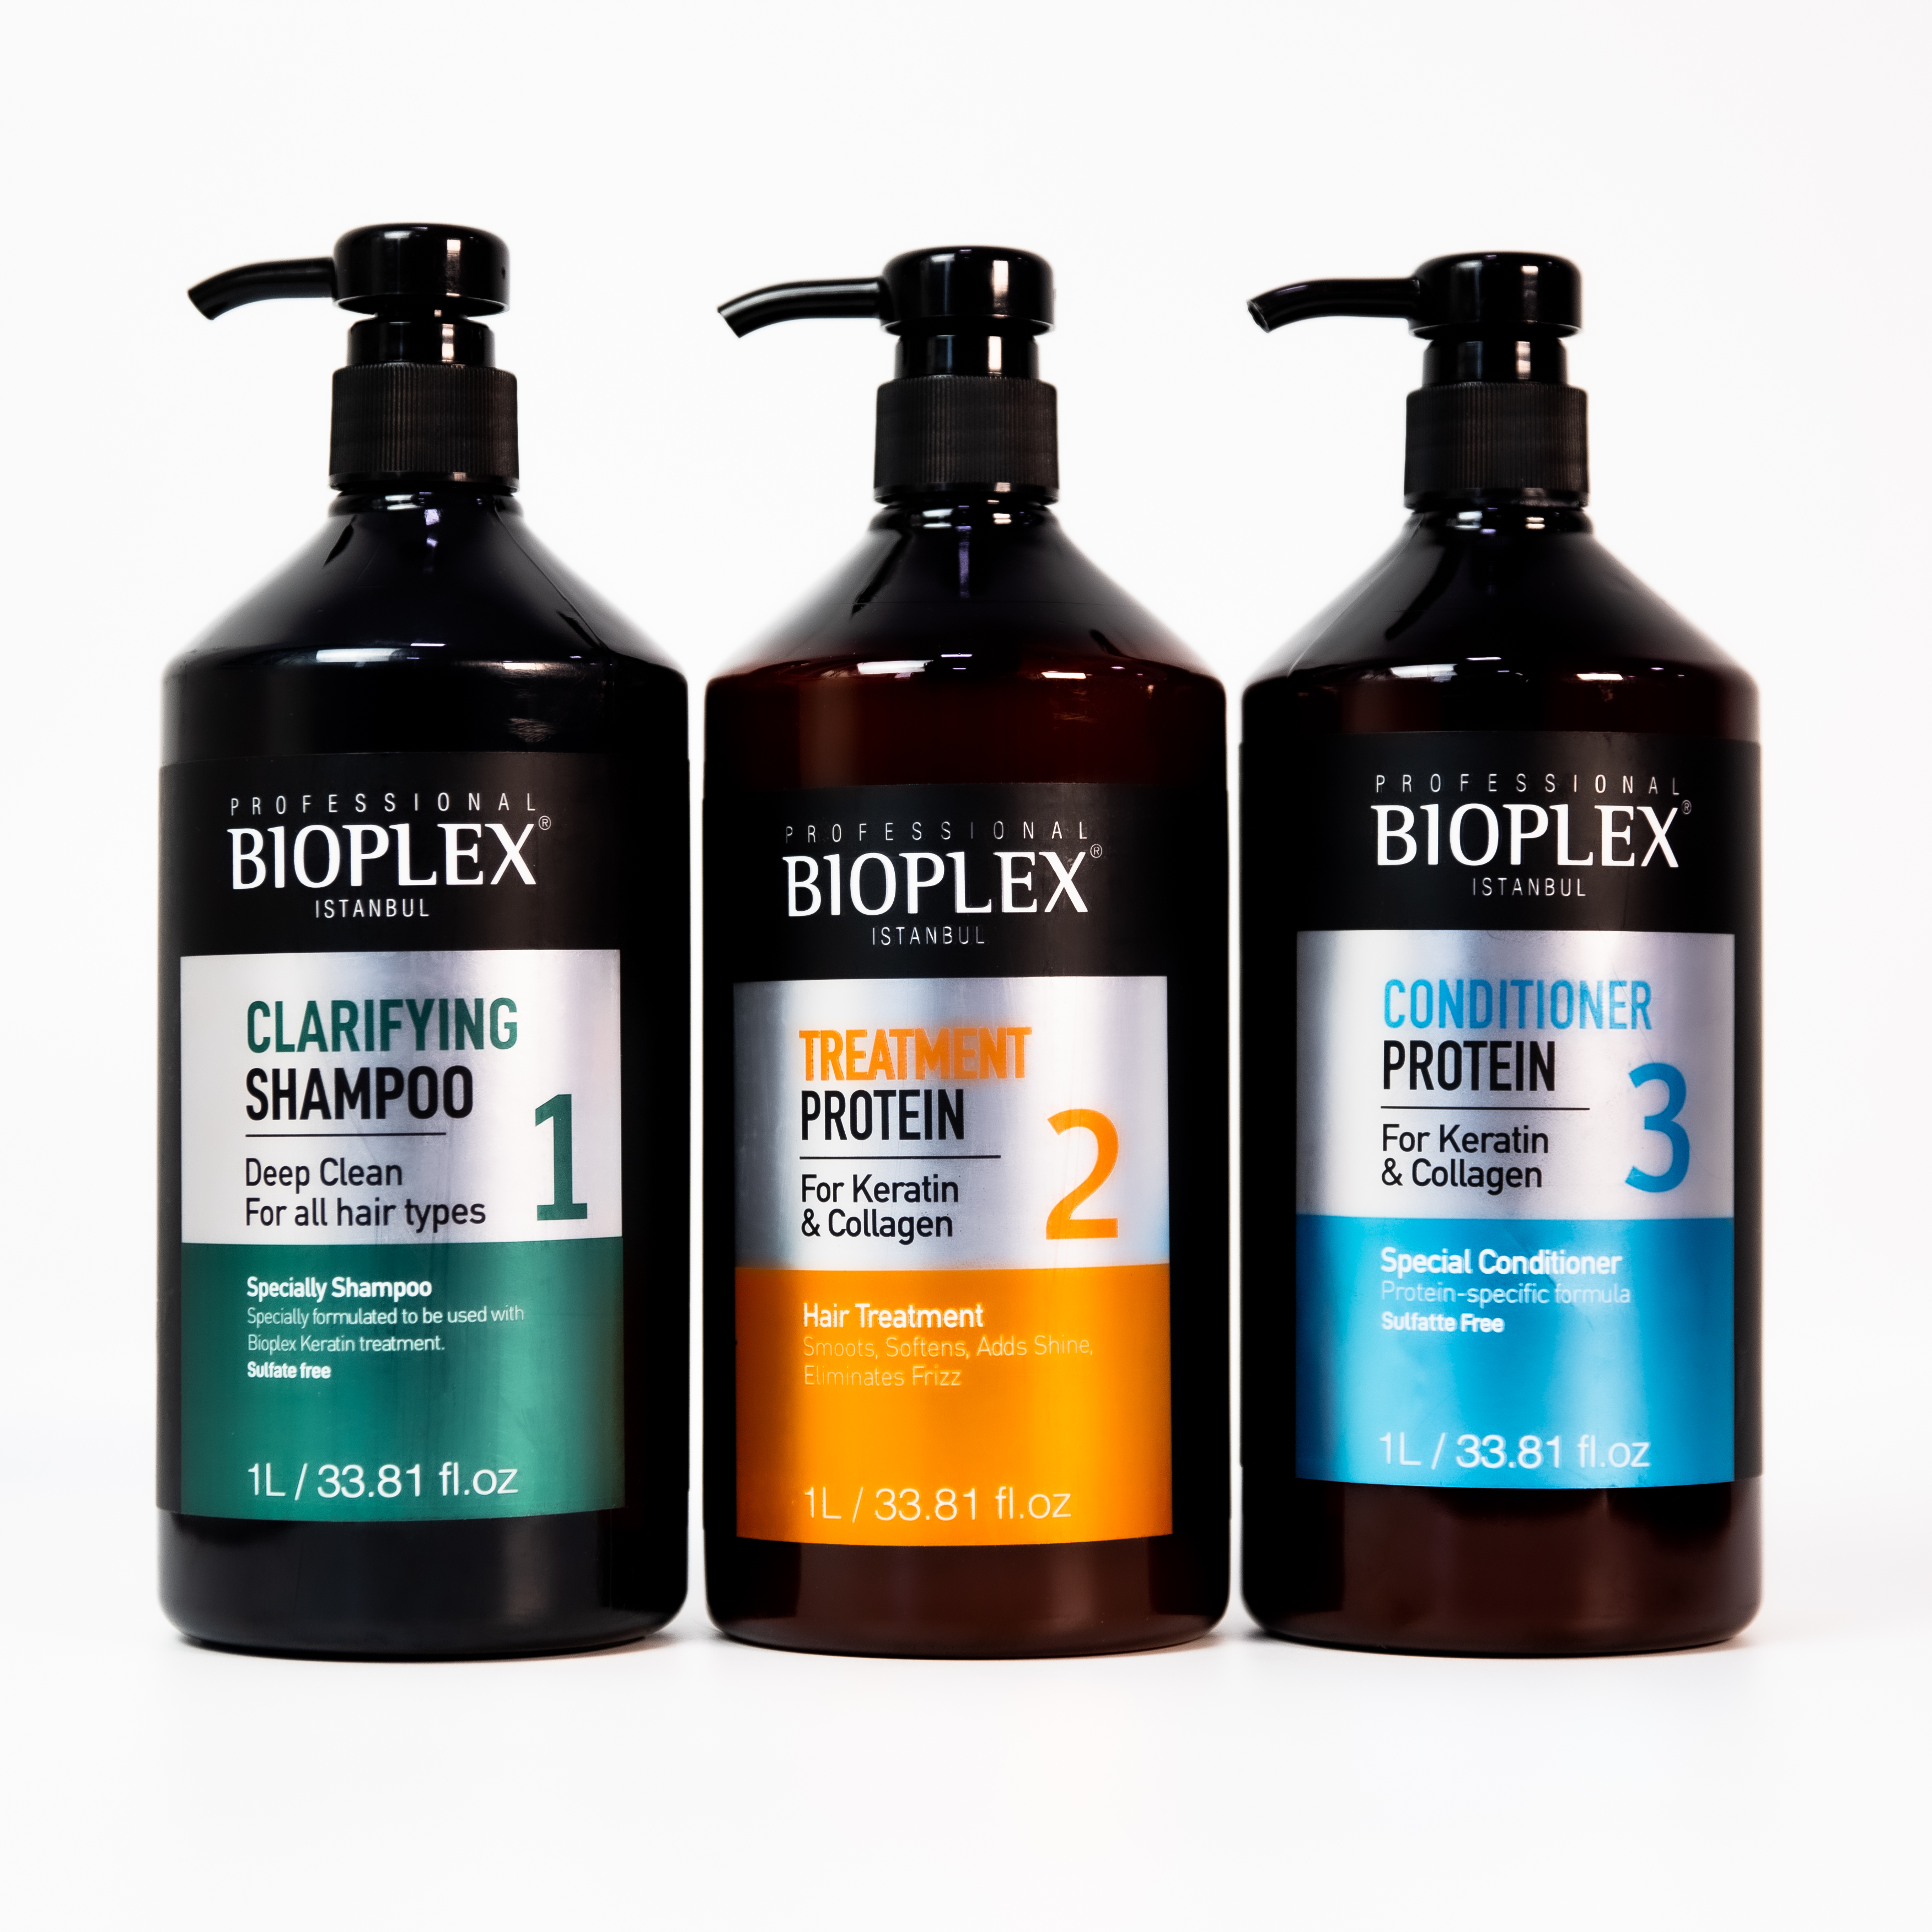 PROFESSIONAL
BIOPLEX®
ISTANBUL
CLARIFYING
SHAMPOO
1
Deep Clean
For all hair types
Specially Shampoo
Specially formulated to be used with
Bioplex Keratin treatment.
Sulfate free
1L / 33.81 fl.oz
PROFESSIONAL
BIOPLEX®
ISTANBUL
TREATMENT
PROTEIN
2
For Keratin
& Collagen
Hair Treatment
Smoots, Softens, Adds Shine,
Eliminates Frizz
1L / 33.81 fl.oz
PROFESSIONAL
BIOPLEX®
ISTANBUL
CONDITIONER
PROTEIN
3
For Keratin
& Collagen
Special Conditioner
Protein-specific formula
Sulfatte Free
1L / 33.81 fl.oz